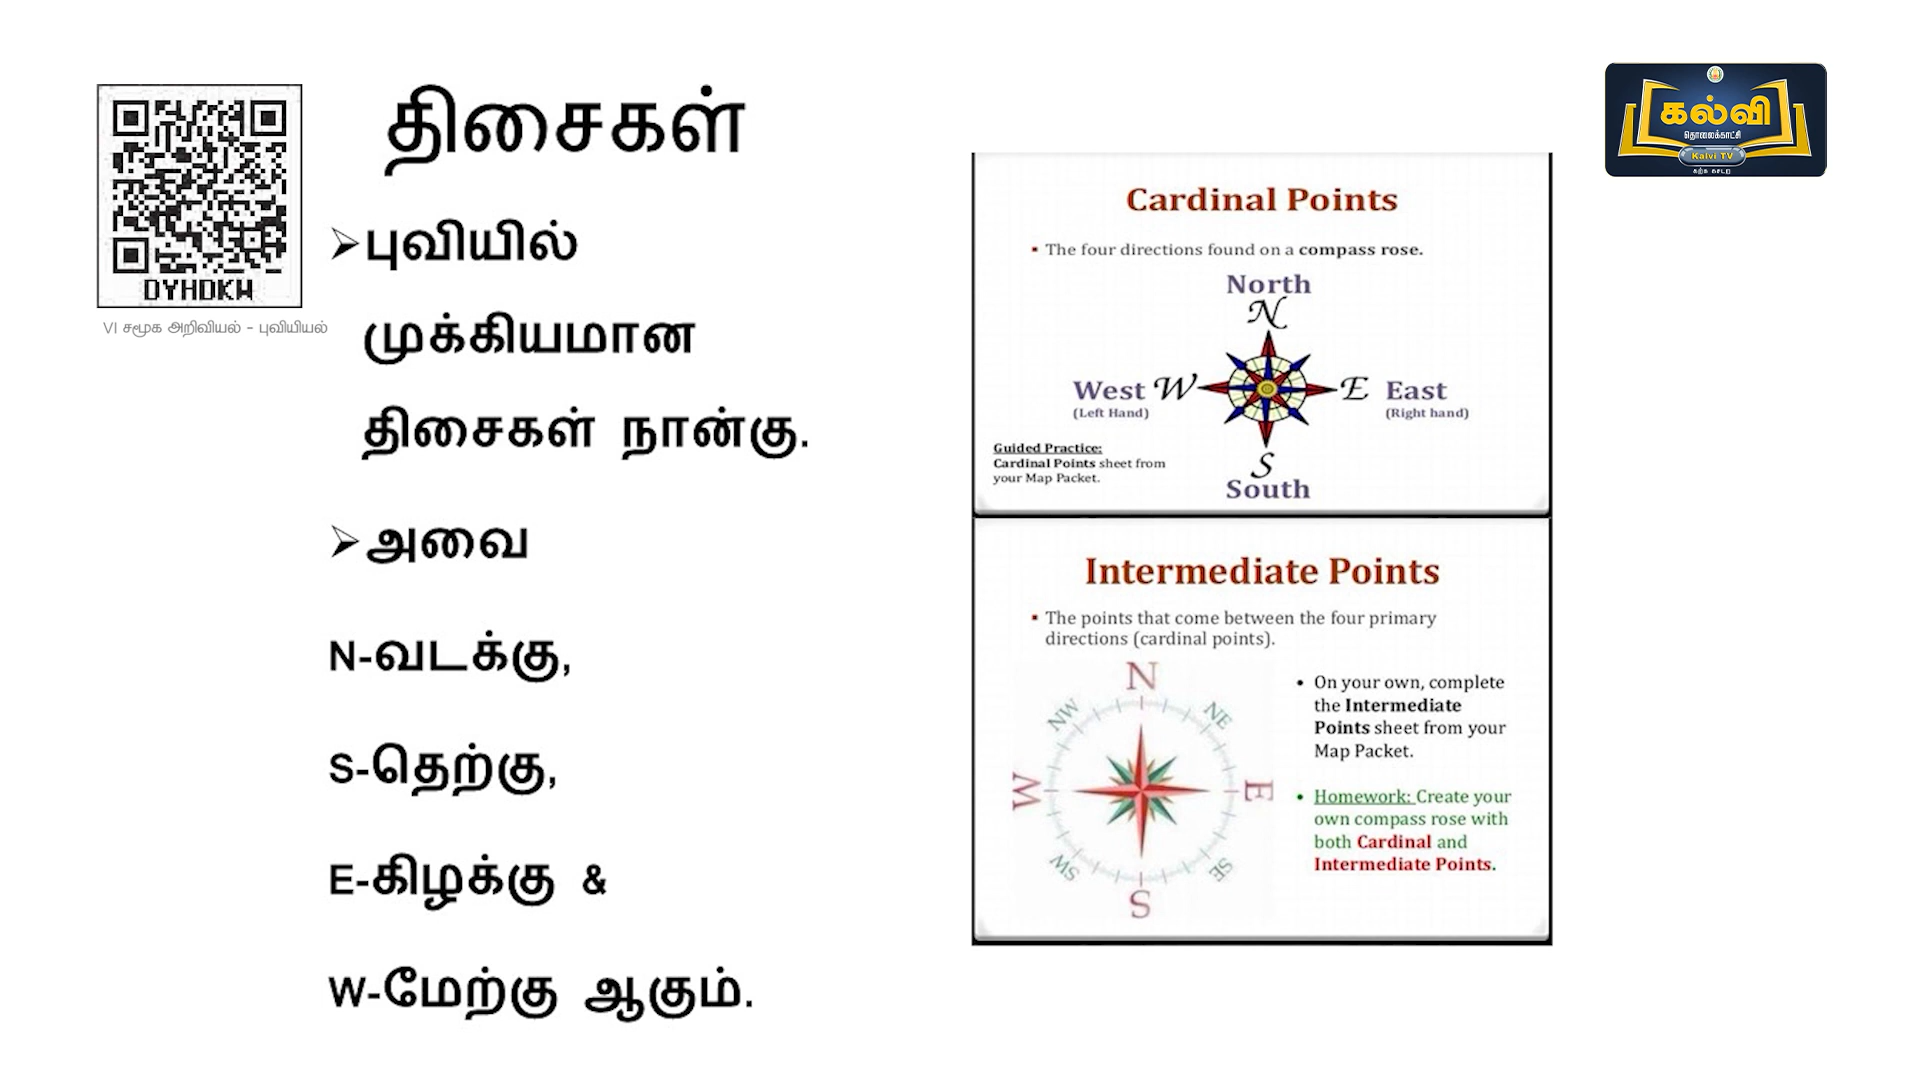 திசைகள்
DYHDKW
VI சமூக அறிவியல் - புவியியல்
➢புவியில்
முக்கியமான
திசைகள் நான்கு.
➢அவை
N-வடக்கு,
S-தெற்கு,
E-கிழக்கு &
W-மேற்கு ஆகும்.
Cardinal Points
▪ The four directions found on a compass rose.
North
N
West W
E East
(Left Hand)
(Right hand)
Guided Practice:
Cardinal Points sheet from
your Map Packet.
S
South
Intermediate Points
▪ The points that come between the four primary
directions (cardinal points).
N
NW
NE
W
E
SW
SE
S
• On your own, complete
the Intermediate
Points sheet from your
Map Packet.
• Homework: Create your
own compass rose with
both Cardinal and
Intermediate Points.
கல்வி
தொலைக்காட்சி
Kalvi TV
கற்க கசடற